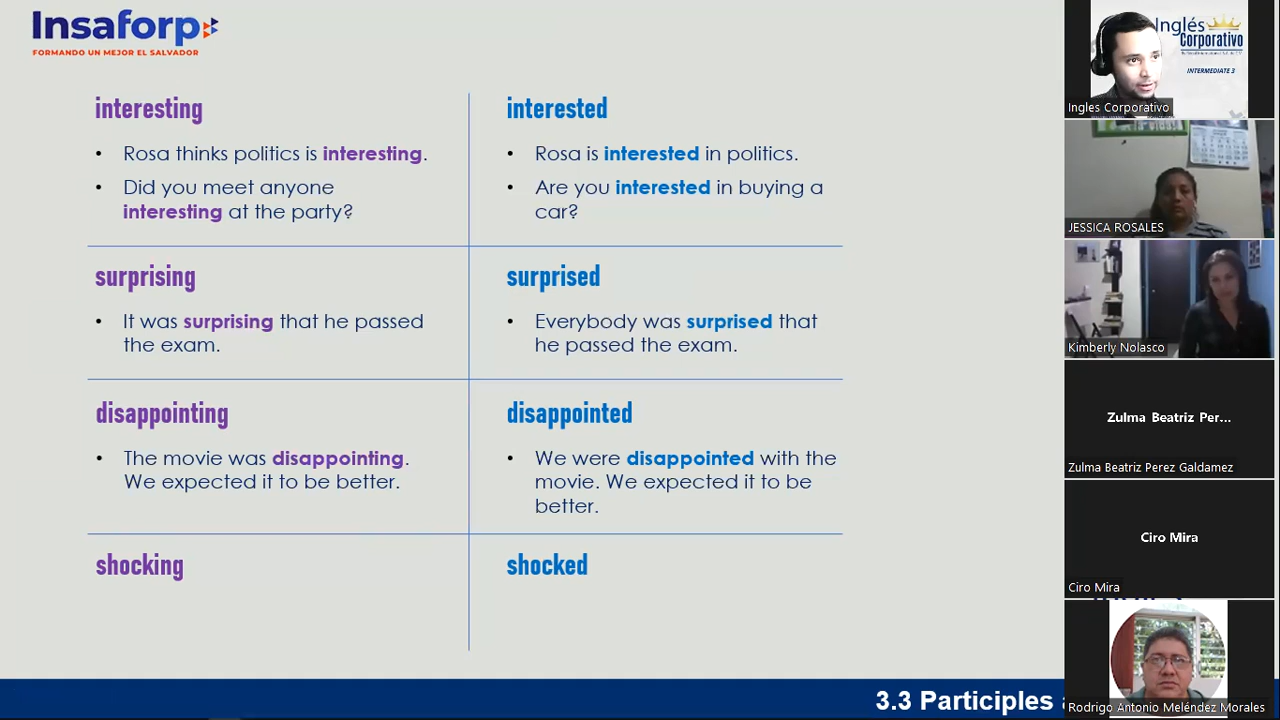 Insaforp
FORMANDO UN MEJOR EL SALVADOR
interesting
• Rosa thinks politics is interesting.
• Did you meet anyone
interesting at the party?
interested
• Rosa is interested in politics.
• Are you interested in buying a
car?
surprising
• It was surprising that he passed
the exam.
surprised
• Everybody was surprised that
he passed the exam.
disappointing
• The movie was disappointing.
We expected it to be better.
disappointed
• We were disappointed with the
movie. We expected it to be
better.
shocking
shocked
3.3 Participles
Inglés
Corporativo
INTERMEDIATE 3
Ingles Corporativo
JESSICA ROSALES
Kimberly Nolasco
Zulma Beatriz Per...
Zulma Beatriz Perez Galdamez
Ciro Mira
Ciro Mira
Rodrigo Antonio Meléndez Morales